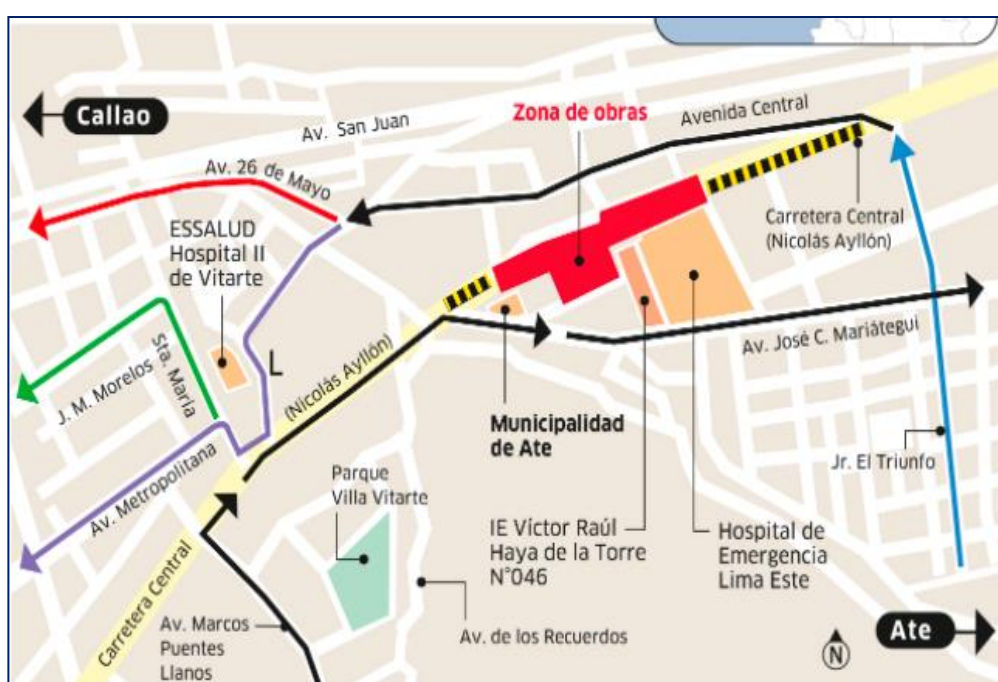 Callao
Av. San Juan
Zona de obras
Avenida Central
Av. 26 de Mayo
ESSALUD
Hospital II
de Vitarte
Carretera Central
(Nicolás Ayllón)
J. M. Morelos
Sta. María
L
(Nicolás Ayllón)
Av. José C. Mariátegui
Municipalidad
de Ate
Av. Metropolitana
Parque
Villa Vitarte
Jr. El Triunfo
IE Víctor Raúl
Haya de la Torre
N°046
Hospital de
Emergencia
Lima Este
Carretera Central
Av. Marcos
Puentes
Llanos
Av. de los Recuerdos
N
Ate